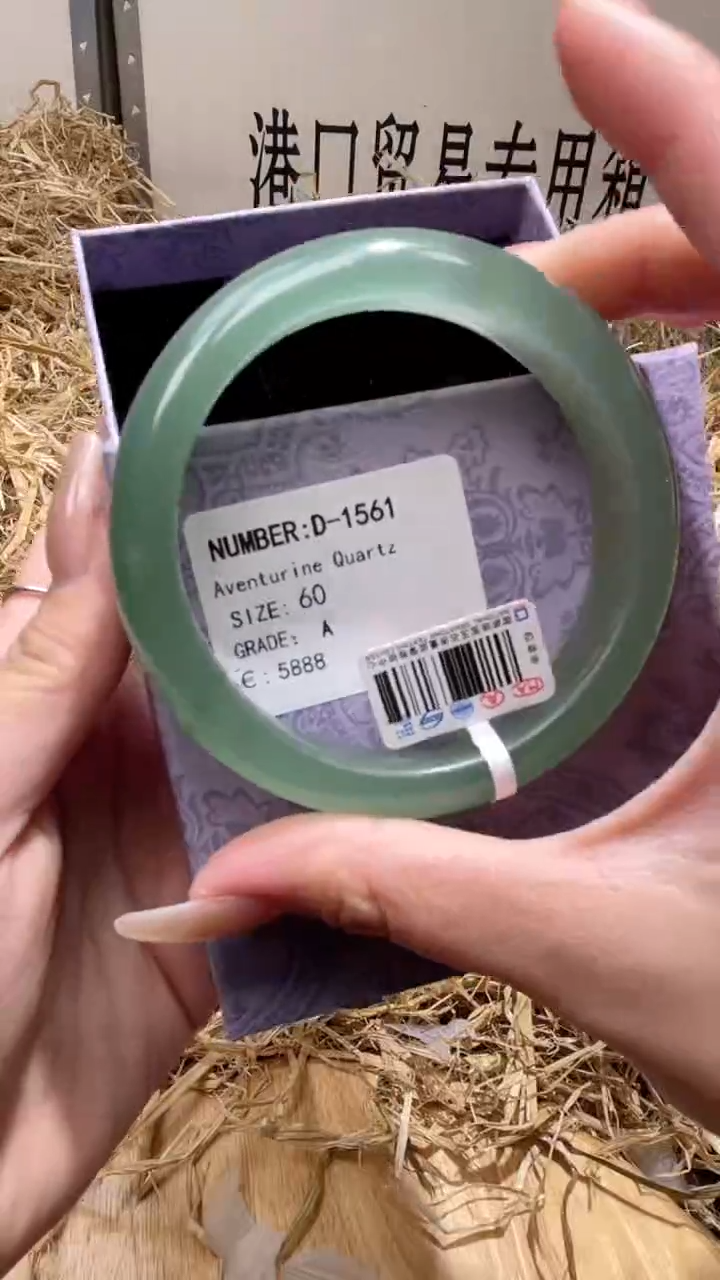 港口贸易专用箱
NUMBER:D-1561
Aventurine Quartz
SIZE: 60
GRADE: A
€: 5888